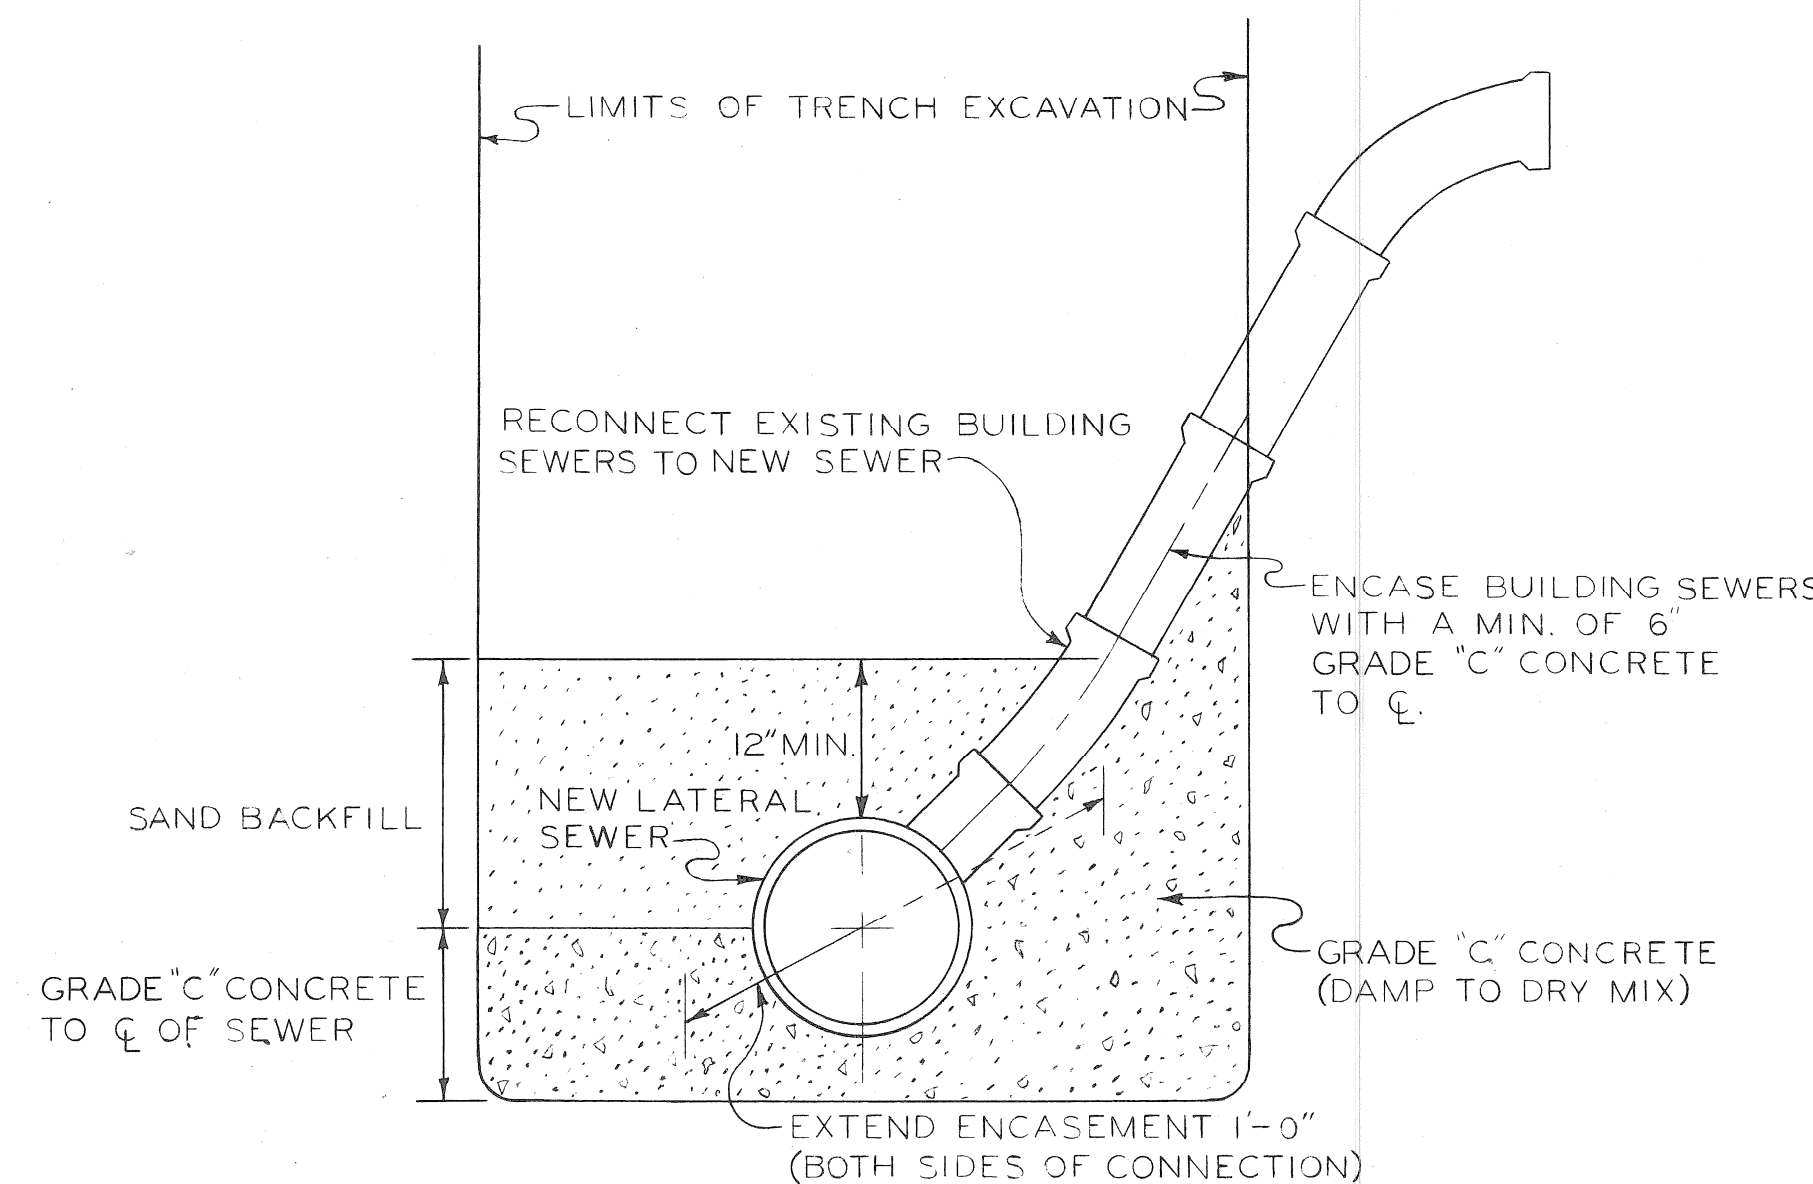 LIMITS OF TRENCH EXCAVATION
RECONNECT EXISTING BUILDING
SEWERS TO NEW SEWER
ENCASE BUILDING SEWERS
WITH A MIN. OF 6"
GRADE "C" CONCRETE
TO ℄.
12" MIN.
NEW LATERAL
SEWER
SAND BACKFILL
GRADE "C" CONCRETE
(DAMP TO DRY MIX)
GRADE "C" CONCRETE
TO ℄ OF SEWER
EXTEND ENCASEMENT 1'-0"
(BOTH SIDES OF CONNECTION)